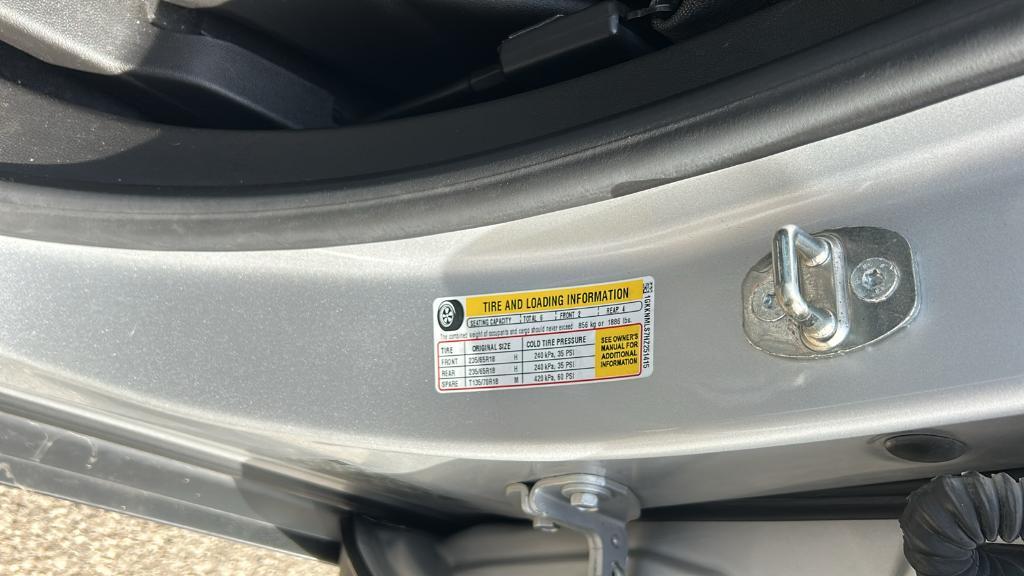 TIRE AND LOADING INFORMATION
SEATING CAPACITY TOTAL 6 FRONT 2 REAR 4
The combined weight of occupants and cargo should never exceed 856 kg or 1886 lbs.
TIRE ORIGINAL SIZE COLD TIRE PRESSURE
FRONT 235/65R18 H 240 kPa, 35 PSI
REAR 235/65R18 H 240 kPa, 35 PSI
SPARE T135/70R18 M 420 kPa, 60 PSI
SEE OWNER'S
MANUAL FOR
ADDITIONAL
INFORMATION